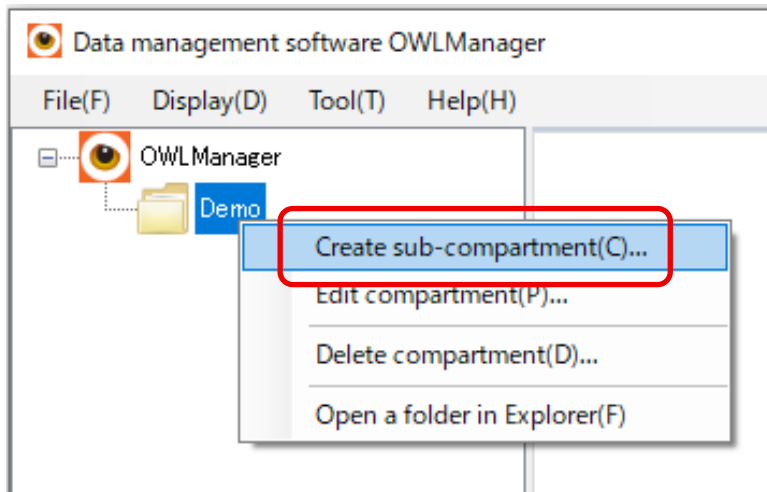 Data management software OWLManager
File(F) Display(D) Tool(T) Help(H)
OWLManager
Demo
Create sub-compartment(C)...
Edit compartment(P)...
Delete compartment(D)...
Open a folder in Explorer(F)